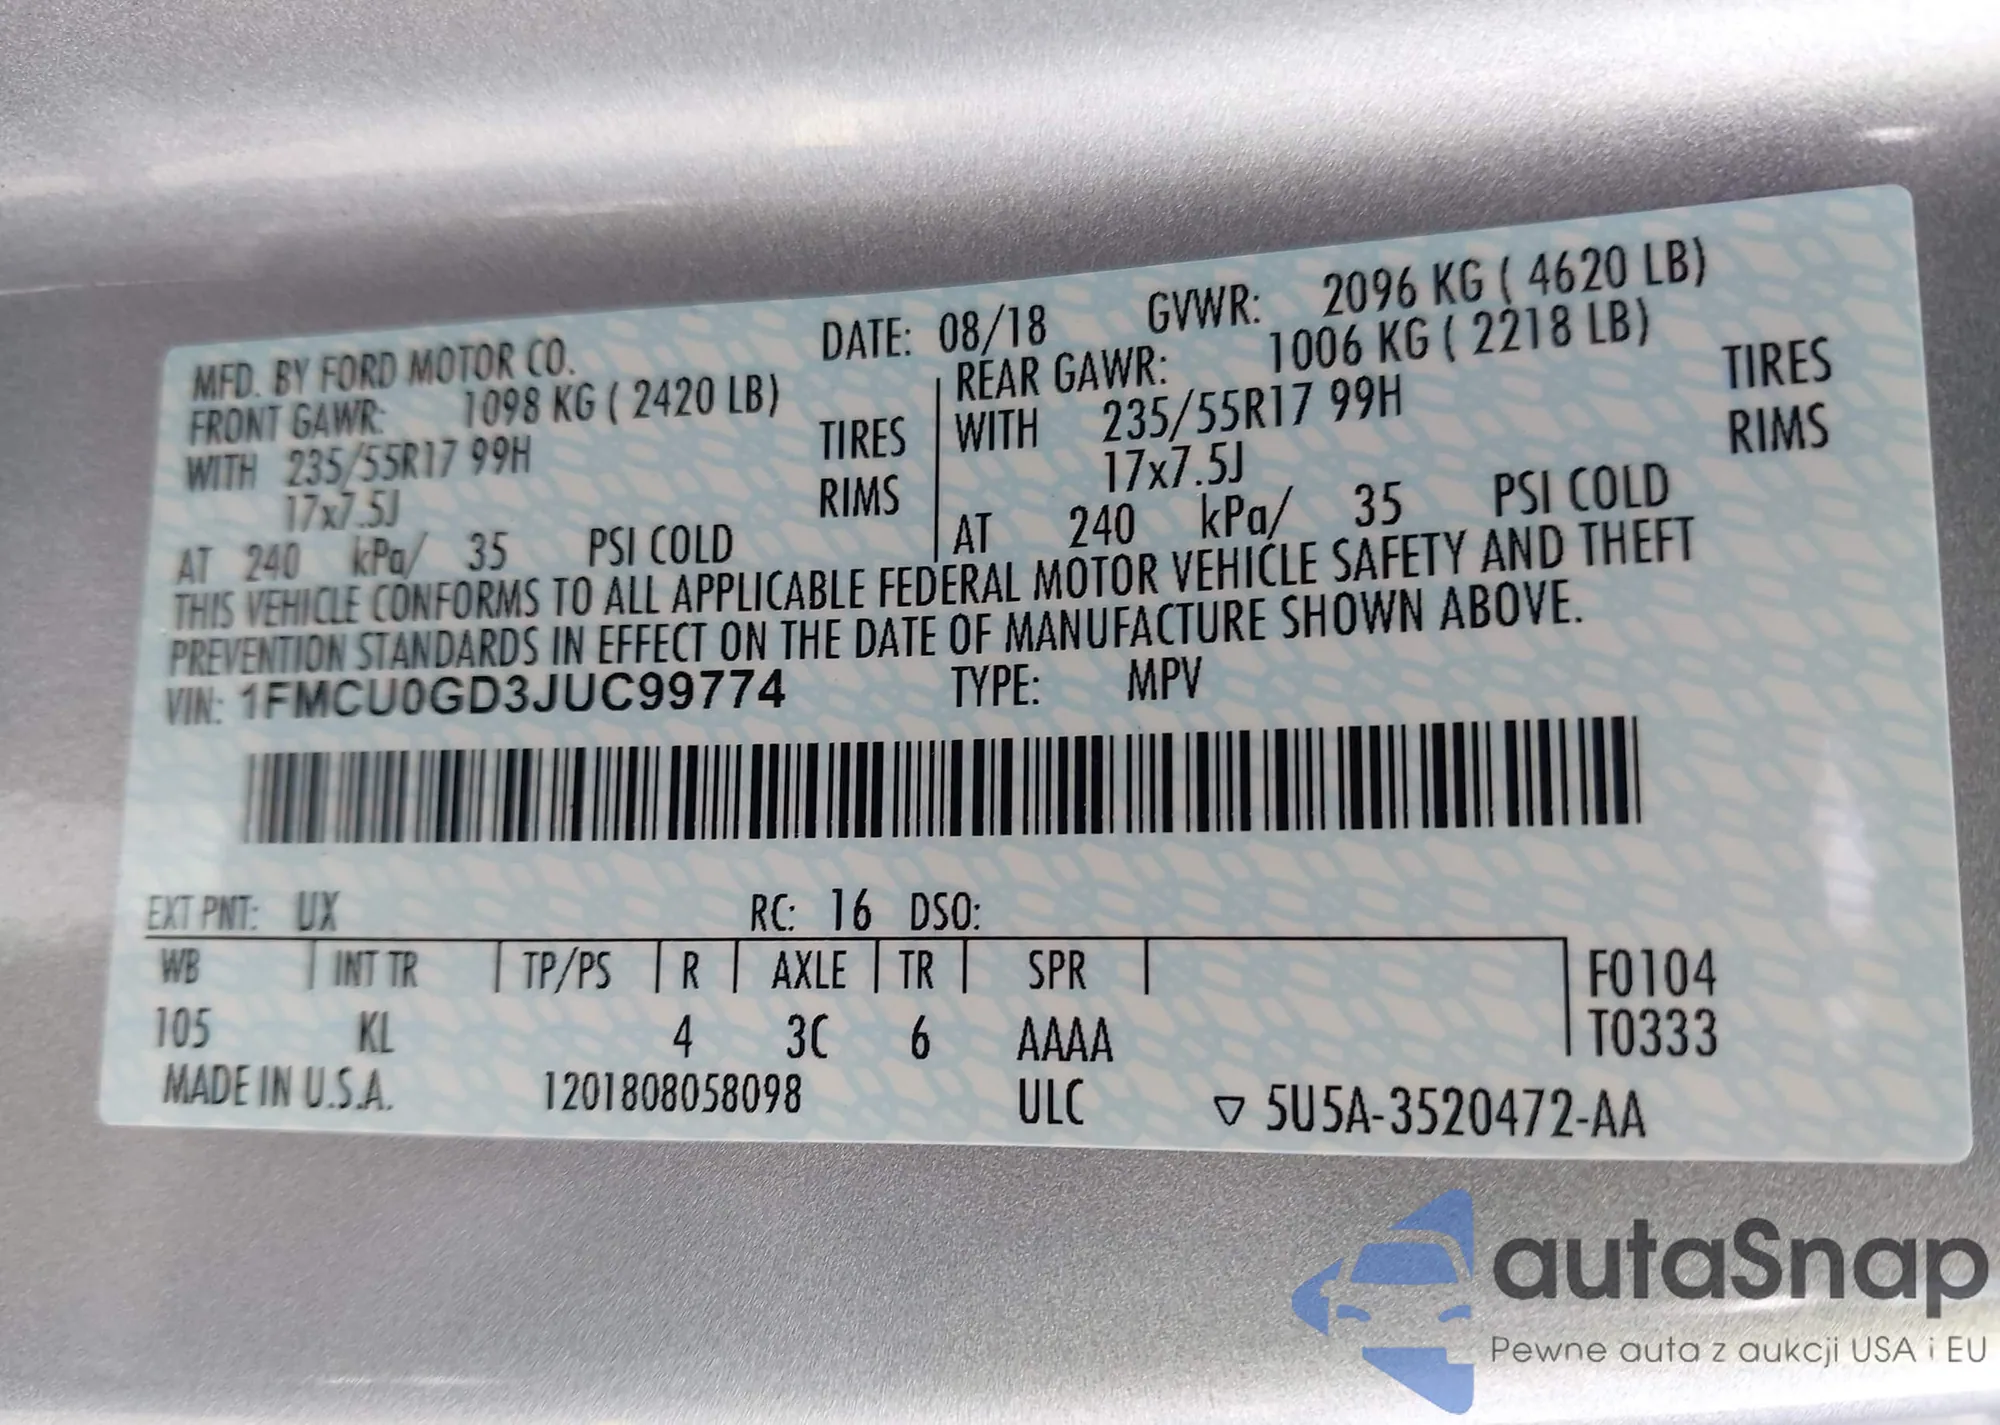 MFD. BY FORD MOTOR CO. DATE: 08/18 GVWR: 2096 KG ( 4620 LB)
FRONT GAWR: 1098 KG ( 2420 LB) REAR GAWR: 1006 KG ( 2218 LB)
WITH 235/55R17 99H TIRES WITH 235/55R17 99H TIRES
17x7.5J RIMS 17x7.5J RIMS
AT 240 kPa/ 35 PSI COLD AT 240 kPa/ 35 PSI COLD
THIS VEHICLE CONFORMS TO ALL APPLICABLE FEDERAL MOTOR VEHICLE SAFETY AND THEFT
PREVENTION STANDARDS IN EFFECT ON THE DATE OF MANUFACTURE SHOWN ABOVE.
VIN: 1FMCU0GD3JUC99774 TYPE: MPV
EXT PNT: UX RC: 16 DSO:
WB INT TR TP/PS R AXLE TR SPR F0104
105 KL 4 3C 6 AAAA T0333
MADE IN U.S.A. 1201808058098 ULC ▽ 5U5A-3520472-AA
autaSnap
Pewne auta z aukcji USA i EU